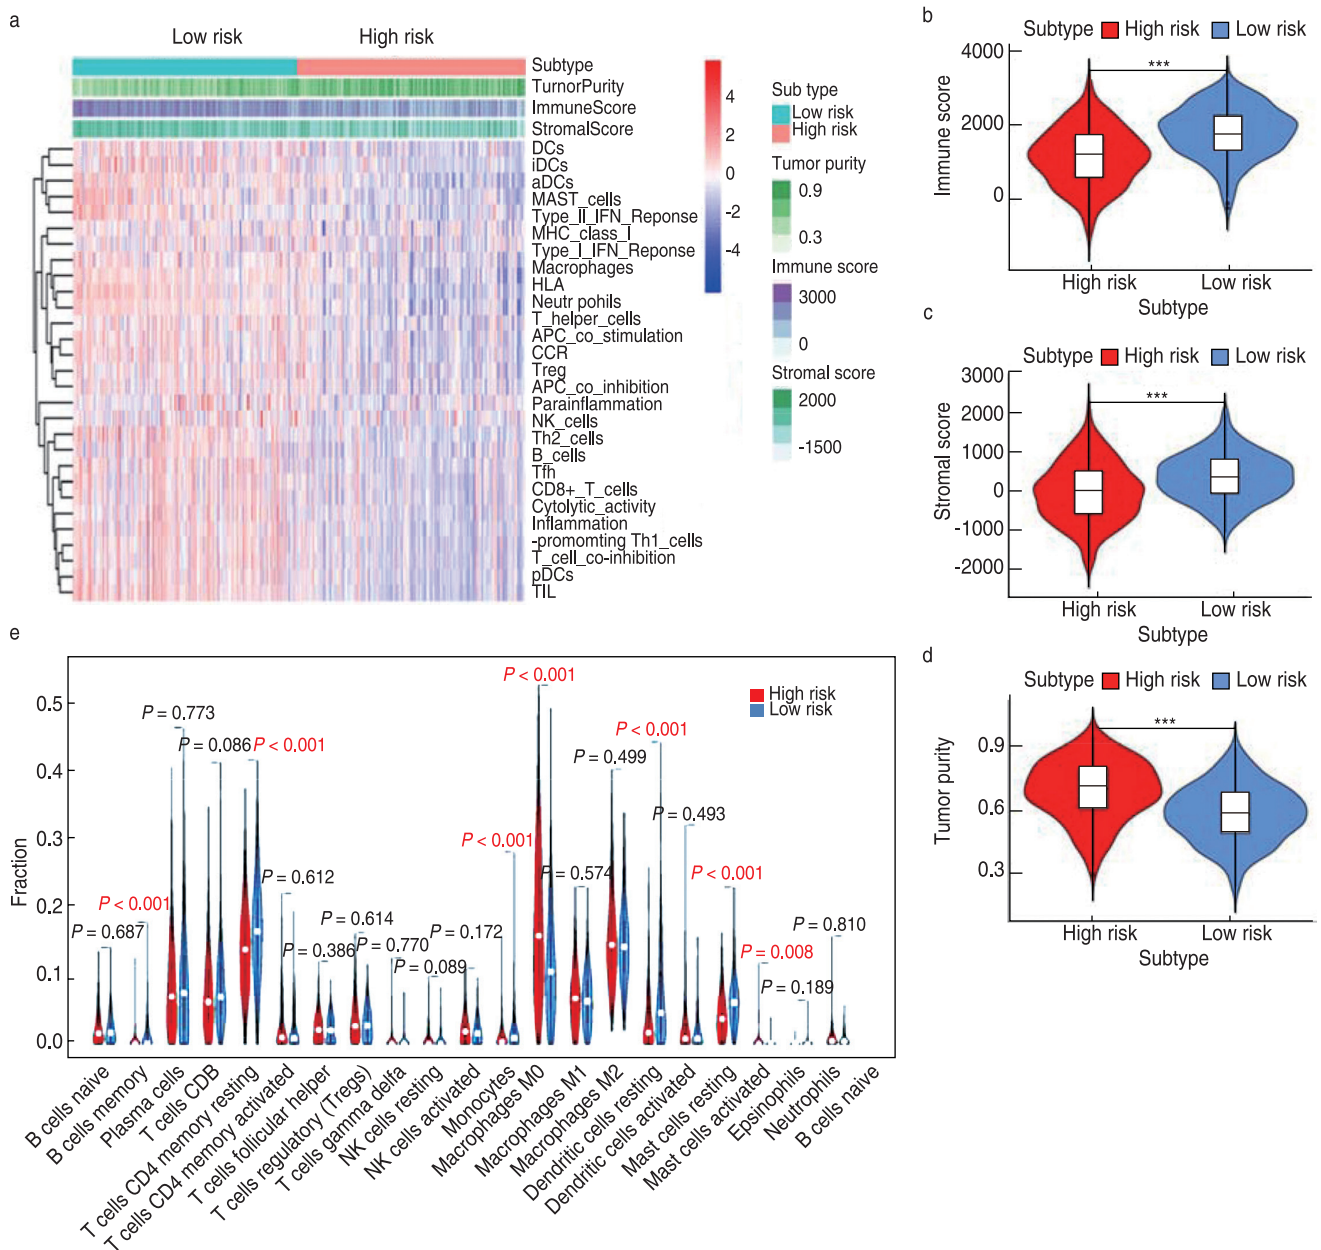 a
Low risk
High risk
Subtype
TurnorPurity
ImmuneScore
StromalScore
DCs
iDCs
aDCs
MAST_cells
Type_II_IFN_Reponse
MHC_class_I
Type_I_IFN_Reponse
Macrophages
HLA
Neutr pohils
T_helper_cells
APC_co_stimulation
CCR
Treg
APC_co_inhibition
Parainflammation
NK_cells
Th2_cells
B_cells
Tfh
CD8+_T_cells
Cytolytic_activity
Inflammation
-promomting Th1_cells
T_cell_co-inhibition
pDCs
TIL
4
2
0
-2
-4
Sub type
Low risk
High risk
Tumor purity
0.9
0.3
Immune score
3000
0
Stromal score
2000
-1500
b
Subtype High risk Low risk
4000
2000
0
Immune score
***
High risk
Low risk
Subtype
c
Subtype High risk Low risk
3000
2000
1000
0
-1000
-2000
Stromal score
***
High risk
Low risk
Subtype
d
Subtype High risk Low risk
0.9
0.6
0.3
Tumor purity
***
High risk
Low risk
Subtype
e
High risk
Low risk
Fraction
0.5
0.4
0.3
0.2
0.1
0.0
P = 0.687
P < 0.001
P = 0.773
P = 0.086
P < 0.001
P = 0.612
P = 0.386
P = 0.614
P = 0.770
P = 0.089
P = 0.172
P < 0.001
P < 0.001
P = 0.574
P = 0.499
P < 0.001
P = 0.493
P < 0.001
P = 0.008
P = 0.189
P = 0.810
B cells naive
B cells memory
Plasma cells
T cells CDB
T cells CD4 memory resting
T cells CD4 memory activated
T cells follicular helper
T cells regulatory (Tregs)
T cells gamma delta
NK cells resting
NK cells activated
Monocytes
Macrophages M0
Macrophages M1
Macrophages M2
Dendritic cells resting
Dendritic cells activated
Mast cells resting
Mast cells activated
Epsinophils
Neutrophils
B cells naive